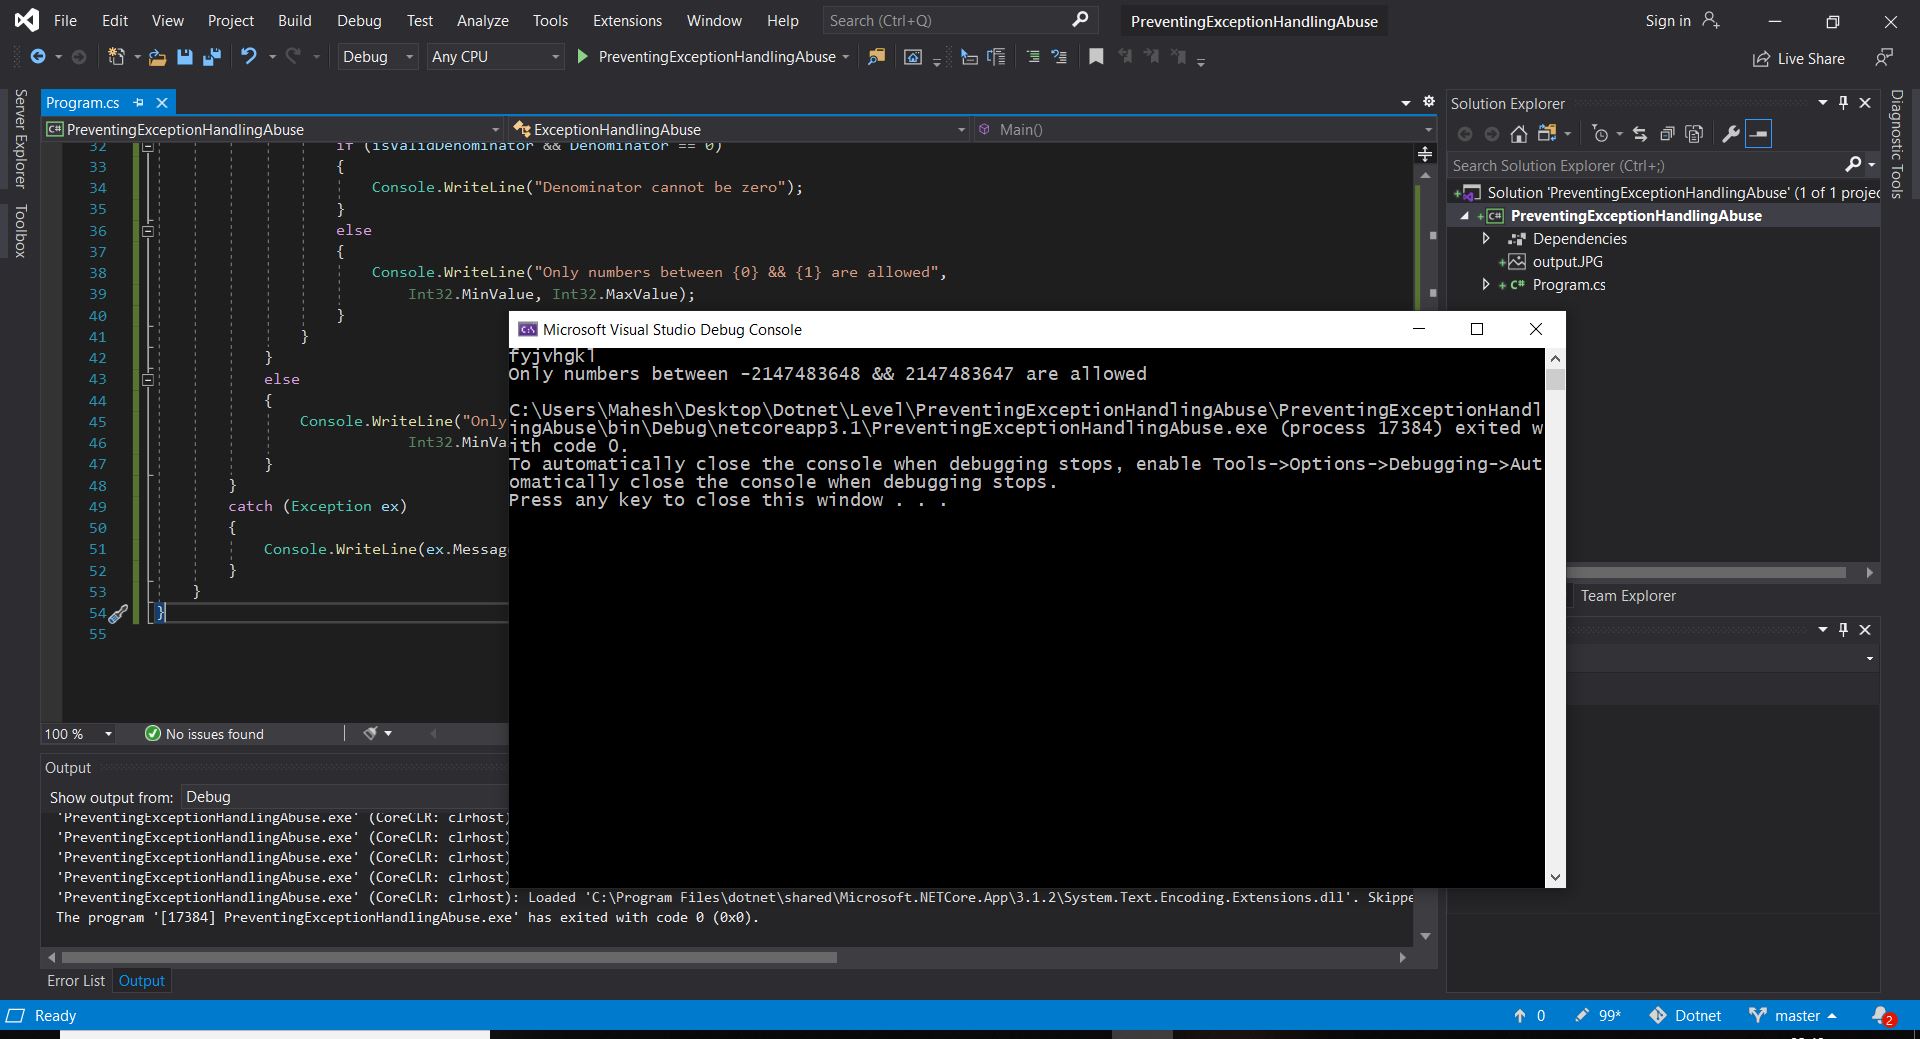 File Edit View Project Build Debug Test Analyze Tools Extensions Window Help Search (Ctrl+Q) PreventingExceptionHandlingAbuse Sign in
Debug Any CPU PreventingExceptionHandlingAbuse Live Share
Server Explorer
Toolbox
Program.cs
PreventingExceptionHandlingAbuse ExceptionHandlingAbuse Main()
32 if (isValidDenominator && Denominator == 0)
33 {
34 Console.WriteLine("Denominator cannot be zero");
35 }
36 else
37 {
38 Console.WriteLine("Only numbers between {0} && {1} are allowed",
39 Int32.MinValue, Int32.MaxValue);
40 }
41 }
42 }
43 else
44 {
45 Console.WriteLine("Only
46 Int32.MinVa
47 }
48 }
49 catch (Exception ex)
50 {
51 Console.WriteLine(ex.Messag
52 }
53 }
54 }
55
100 % No issues found
Microsoft Visual Studio Debug Console
fyjvhgkl
Only numbers between -2147483648 && 2147483647 are allowed
C:\Users\Mahesh\Desktop\Dotnet\Level\PreventingExceptionHandlingAbuse\PreventingExceptionHandl
ingAbuse\bin\Debug\netcoreapp3.1\PreventingExceptionHandlingAbuse.exe (process 17384) exited w
ith code 0.
To automatically close the console when debugging stops, enable Tools->Options->Debugging->Aut
omatically close the console when debugging stops.
Press any key to close this window . . .
Output
Show output from: Debug
'PreventingExceptionHandlingAbuse.exe' (CoreCLR: clrhost)
'PreventingExceptionHandlingAbuse.exe' (CoreCLR: clrhost)
'PreventingExceptionHandlingAbuse.exe' (CoreCLR: clrhost)
'PreventingExceptionHandlingAbuse.exe' (CoreCLR: clrhost)
'PreventingExceptionHandlingAbuse.exe' (CoreCLR: clrhost): Loaded 'C:\Program Files\dotnet\shared\Microsoft.NETCore.App\3.1.2\System.Text.Encoding.Extensions.dll'. Skippe
The program '[17384] PreventingExceptionHandlingAbuse.exe' has exited with code 0 (0x0).
Error List Output
Solution Explorer
Search Solution Explorer (Ctrl+;)
Solution 'PreventingExceptionHandlingAbuse' (1 of 1 projec
C# PreventingExceptionHandlingAbuse
Dependencies
output.JPG
C# Program.cs
Team Explorer
Diagnostic Tools
Ready 0 99* Dotnet master 2